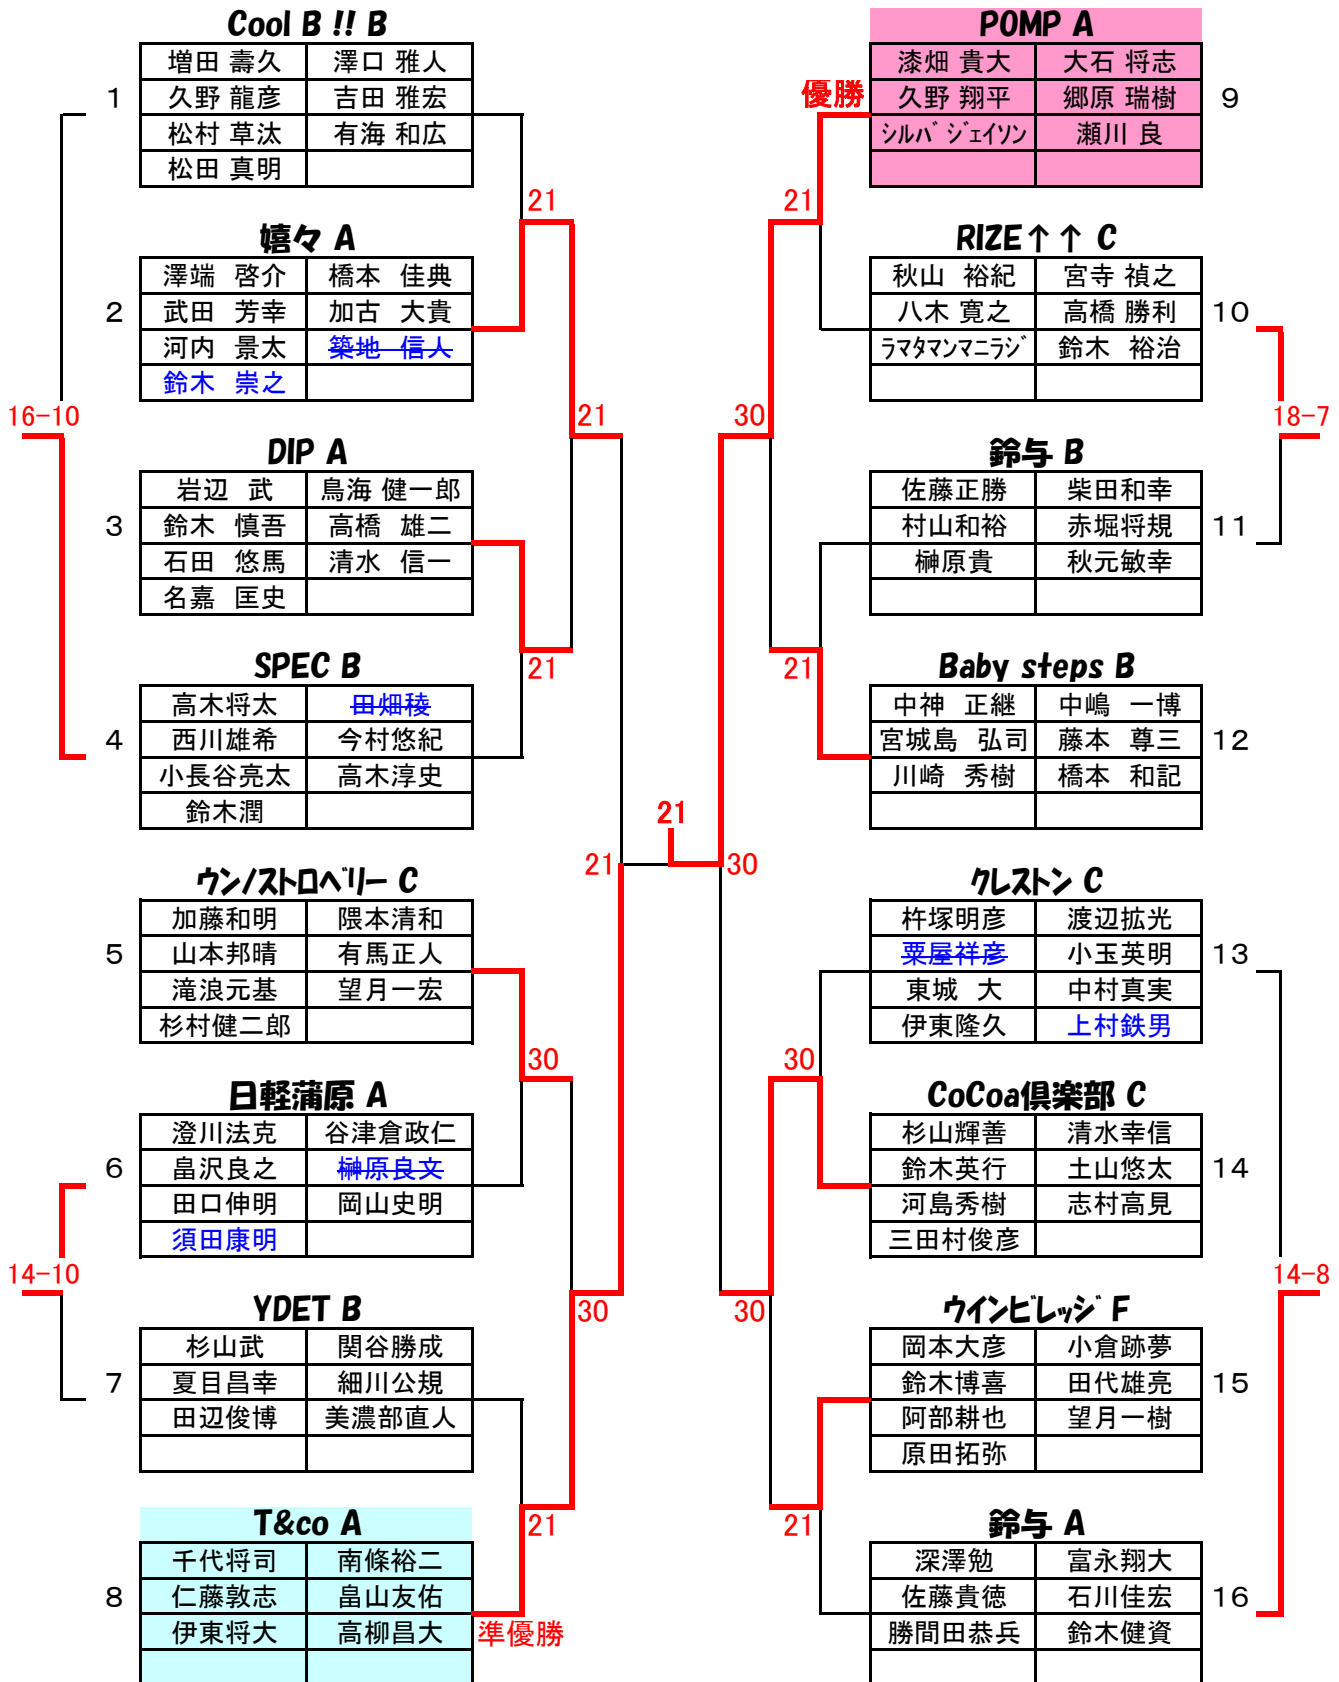 Cool B !! B
1
増田 壽久 澤口 雅人
久野 龍彦 吉田 雅宏
松村 草汰 有海 和広
松田 真明
21
嬉々 A
2
澤端 啓介 橋本 佳典
武田 芳幸 加古 大貴
河内 景太 築地 信人
鈴木 崇之
16-10
21
DIP A
3
岩辺 武 鳥海 健一郎
鈴木 慎吾 高橋 雄二
石田 悠馬 清水 信一
名嘉 匡史
21
SPEC B
4
高木将太 田畑稜
西川雄希 今村悠紀
小長谷亮太 高木淳史
鈴木潤
21
21
30
ウン/ストロベリー C
5
加藤和明 隈本清和
山本邦晴 有馬正人
滝浪元基 望月一宏
杉村健二郎
30
日軽蒲原 A
6
澄川法克 谷津倉政仁
畠沢良之 榊原良文
田口伸明 岡山史明
須田康明
14-10
30
YDET B
7
杉山武 関谷勝成
夏目昌幸 細川公規
田辺俊博 美濃部直人
21
T&co A
8
千代将司 南條裕二
仁藤敦志 畠山友佑
伊東将大 高柳昌大
準優勝
POMP A
優勝
9
漆畑 貴大 大石 将志
久野 翔平 郷原 瑞樹
シルバ ジェイソン 瀬川 良
21
RIZE↑↑ C
10
秋山 裕紀 宮寺 禎之
八木 寛之 高橋 勝利
ラマタマンマニラジ 鈴木 裕治
30
18-7
鈴与 B
11
佐藤正勝 柴田和幸
村山和裕 赤堀将規
榊原貴 秋元敏幸
21
Baby steps B
12
中神 正継 中嶋 一博
宮城島 弘司 藤本 尊三
川崎 秀樹 橋本 和記
クレストン C
13
杵塚明彦 渡辺拡光
粟屋祥彦 小玉英明
東城 大 中村真実
伊東隆久 上村鉄男
30
CoCoa倶楽部 C
14
杉山輝善 清水幸信
鈴木英行 土山悠太
河島秀樹 志村高見
三田村俊彦
14-8
30
ウインビレッジ F
15
岡本大彦 小倉跡夢
鈴木博喜 田代雄亮
阿部耕也 望月一樹
原田拓弥
21
鈴与 A
16
深澤勉 富永翔大
佐藤貴徳 石川佳宏
勝間田恭兵 鈴木健資